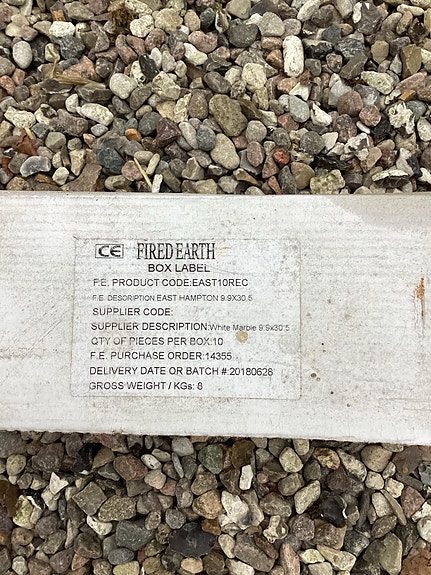 CE FIRED EARTH
BOX LABEL
F.E. PRODUCT CODE:EAST10REC
F.E. DESCRIPTION EAST HAMPTON 9.9X30.5
SUPPLIER CODE:
SUPPLIER DESCRIPTION:White Marble 9.9x30.5
QTY OF PIECES PER BOX:10
F.E. PURCHASE ORDER:14355
DELIVERY DATE OR BATCH #:20180628
GROSS WEIGHT / KGs: 8